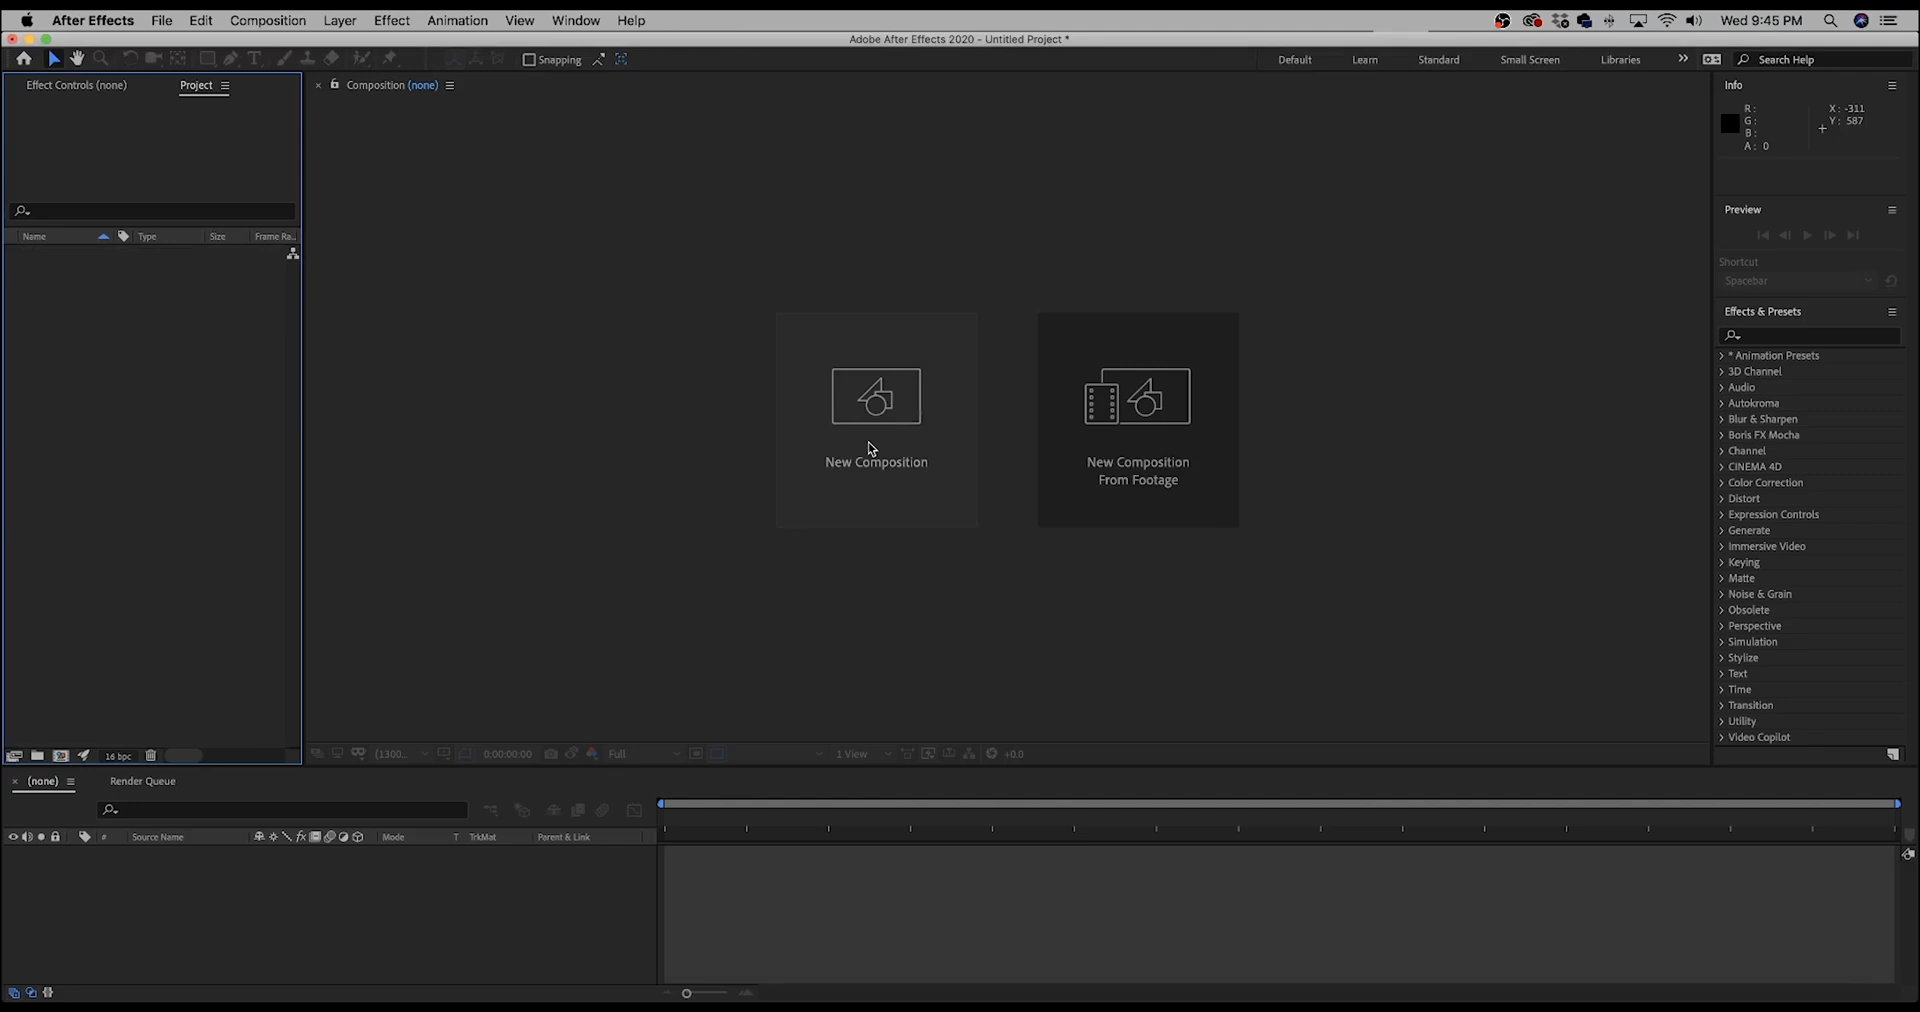 After Effects File Edit Composition Layer Effect Animation View Window Help Wed 9:45 PM
Adobe After Effects 2020 - Untitled Project *
Snapping Default Learn Standard Small Screen Libraries Search Help
Effect Controls (none) Project
Composition (none)
Name Type Size Frame Ra..
New Composition
New Composition
From Footage
Info
R: X: -311
G: Y: 587
B:
A: 0
Preview
Shortcut
Spacebar
Effects & Presets
* Animation Presets
3D Channel
Audio
Autokroma
Blur & Sharpen
Boris FX Mocha
Channel
CINEMA 4D
Color Correction
Distort
Expression Controls
Generate
Immersive Video
Keying
Matte
Noise & Grain
Obsolete
Perspective
Simulation
Stylize
Text
Time
Transition
Utility
Video Copilot
16 bpc
(1300... 0:00:00:00 Full 1 View +0.0
(none) Render Queue
# Source Name fx Mode T TrkMat Parent & Link